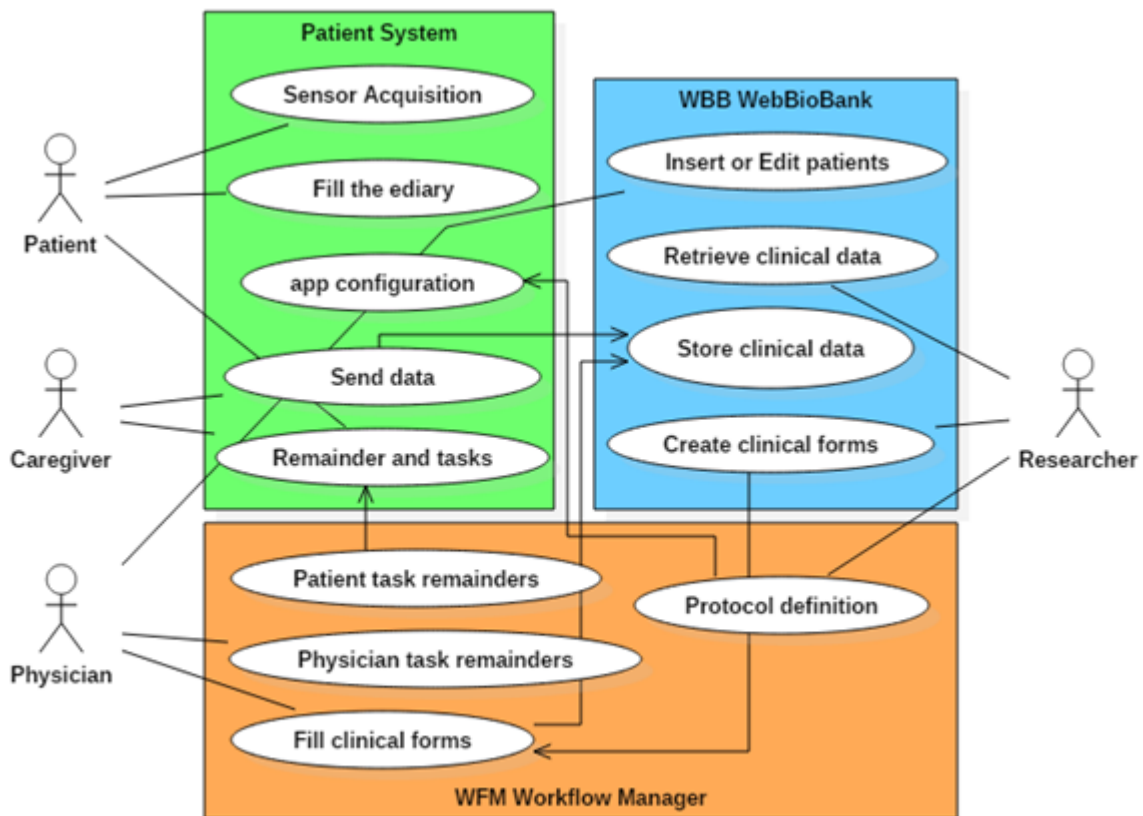 Patient System
Sensor Acquisition
Fill the ediary
app configuration
Send data
Remainder and tasks
WBB WebBioBank
Insert or Edit patients
Retrieve clinical data
Store clinical data
Create clinical forms
Patient
Caregiver
Physician
Researcher
Patient task remainders
Physician task remainders
Fill clinical forms
Protocol definition
WFM Workflow Manager